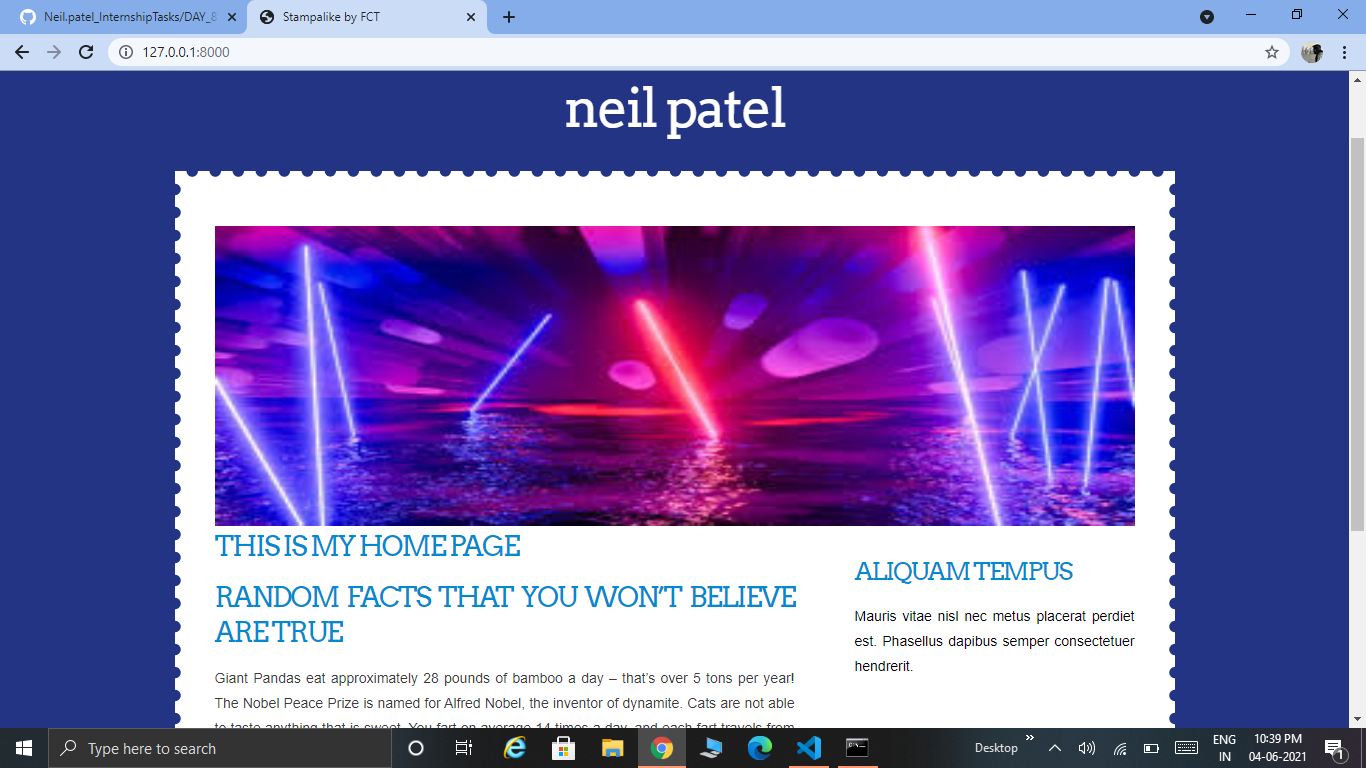 Neil.patel_InternshipTasks/DAY_8
Stampalike by FCT
127.0.0.1:8000
neil patel
THIS IS MY HOME PAGE
RANDOM FACTS THAT YOU WON'T BELIEVE
ARE TRUE
Giant Pandas eat approximately 28 pounds of bamboo a day – that's over 5 tons per year!
The Nobel Peace Prize is named for Alfred Nobel, the inventor of dynamite. Cats are not able
to taste anything that is sweet. You fart on average 14 times a day, and each fart travels from
ALIQUAM TEMPUS
Mauris vitae nisl nec metus placerat perdiet
est. Phasellus dapibus semper consectetuer
hendrerit.
Type here to search
Desktop
ENG
IN
10:39 PM
04-06-2021
1